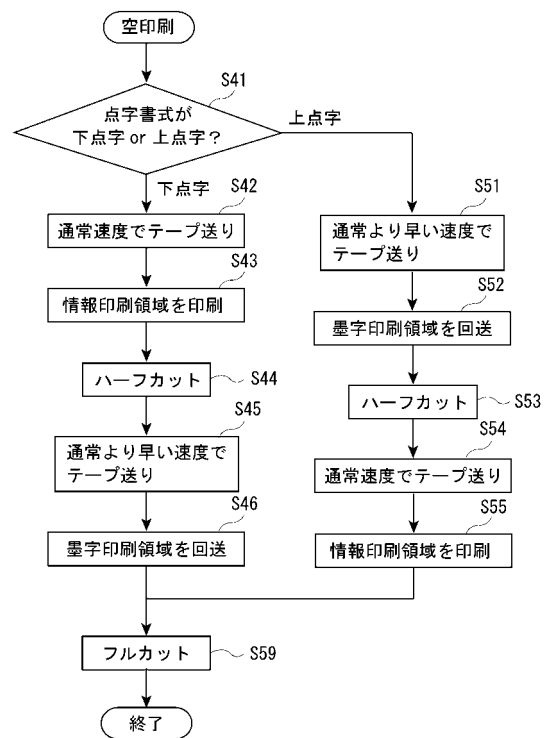 空印刷
S41
点字書式が
下点字 or 上点字？
上点字
下点字
S42
通常速度でテープ送り
S43
情報印刷領域を印刷
ハーフカット
S44
S45
通常より早い速度で
テープ送り
S46
墨字印刷領域を回送
S51
通常より早い速度で
テープ送り
S52
墨字印刷領域を回送
ハーフカット
S53
S54
通常速度でテープ送り
S55
情報印刷領域を印刷
フルカット
S59
終了